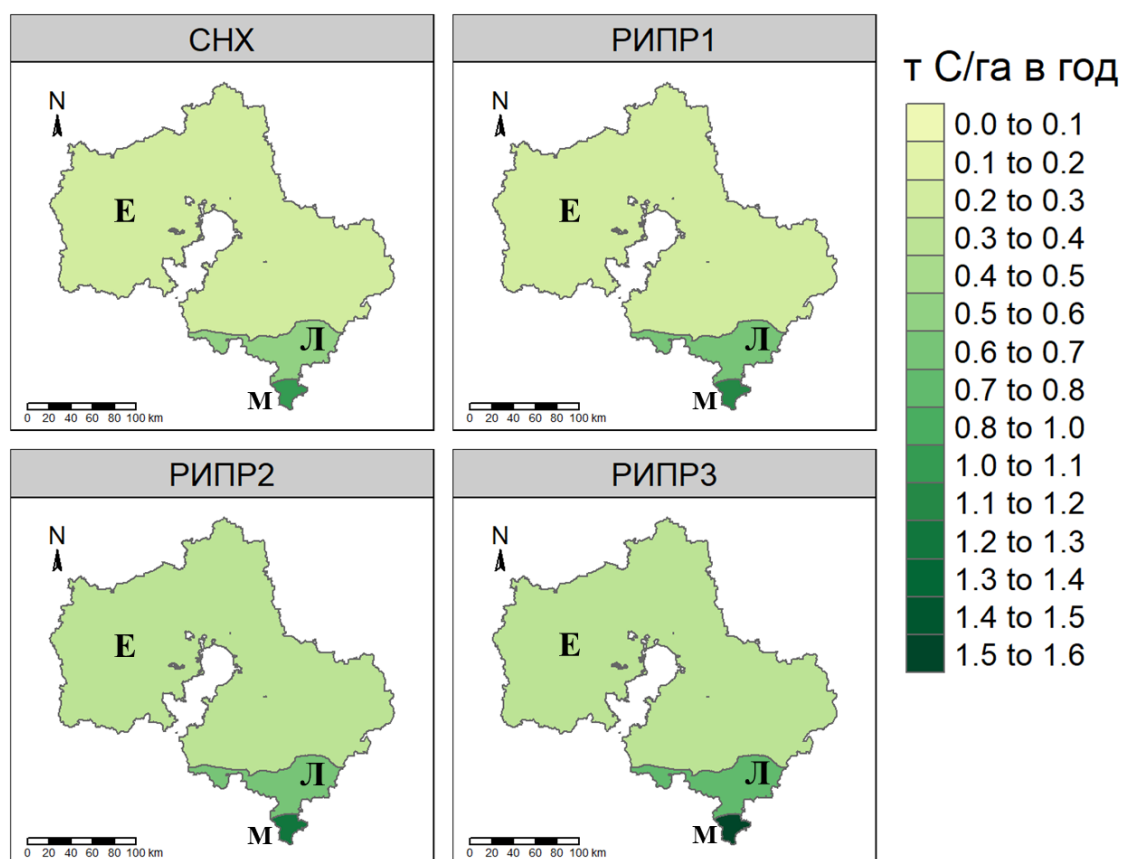 СНХ
РИПР1
N
E
Л
М
0 20 40 60 80 100 km
N
E
Л
М
0 20 40 60 80 100 km
РИПР2
РИПР3
N
E
Л
М
0 20 40 60 80 100 km
N
E
Л
М
0 20 40 60 80 100 km
т С/га в год
0.0 to 0.1
0.1 to 0.2
0.2 to 0.3
0.3 to 0.4
0.4 to 0.5
0.5 to 0.6
0.6 to 0.7
0.7 to 0.8
0.8 to 1.0
1.0 to 1.1
1.1 to 1.2
1.2 to 1.3
1.3 to 1.4
1.4 to 1.5
1.5 to 1.6